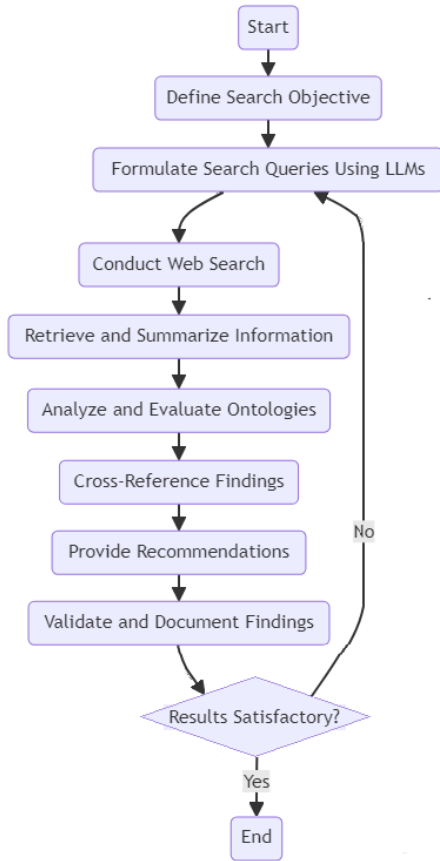 Start
Define Search Objective
Formulate Search Queries Using LLMs
Conduct Web Search
Retrieve and Summarize Information
Analyze and Evaluate Ontologies
Cross-Reference Findings
No
Provide Recommendations
Validate and Document Findings
Results Satisfactory?
Yes
End